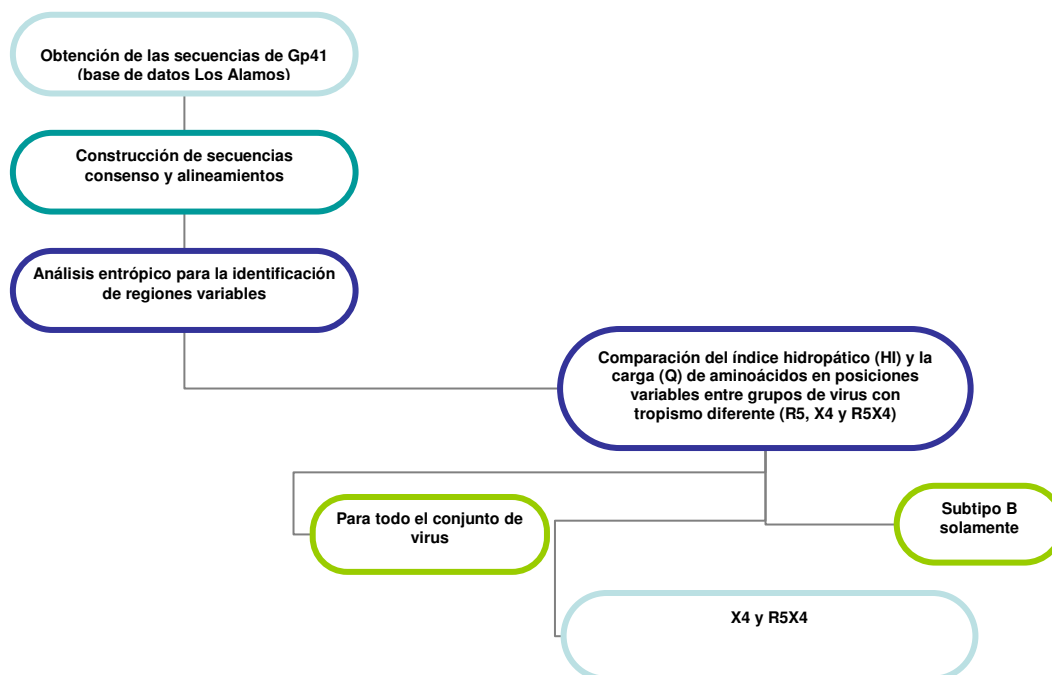 Obtención de las secuencias de Gp41
(base de datos Los Alamos)
Construcción de secuencias
consenso y alineamientos
Análisis entrópico para la identificación
de regiones variables
Comparación del índice hidropático (HI) y la
carga (Q) de aminoácidos en posiciones
variables entre grupos de virus con
tropismo diferente (R5, X4 y R5X4)
Para todo el conjunto de
virus
Subtipo B
solamente
X4 y R5X4